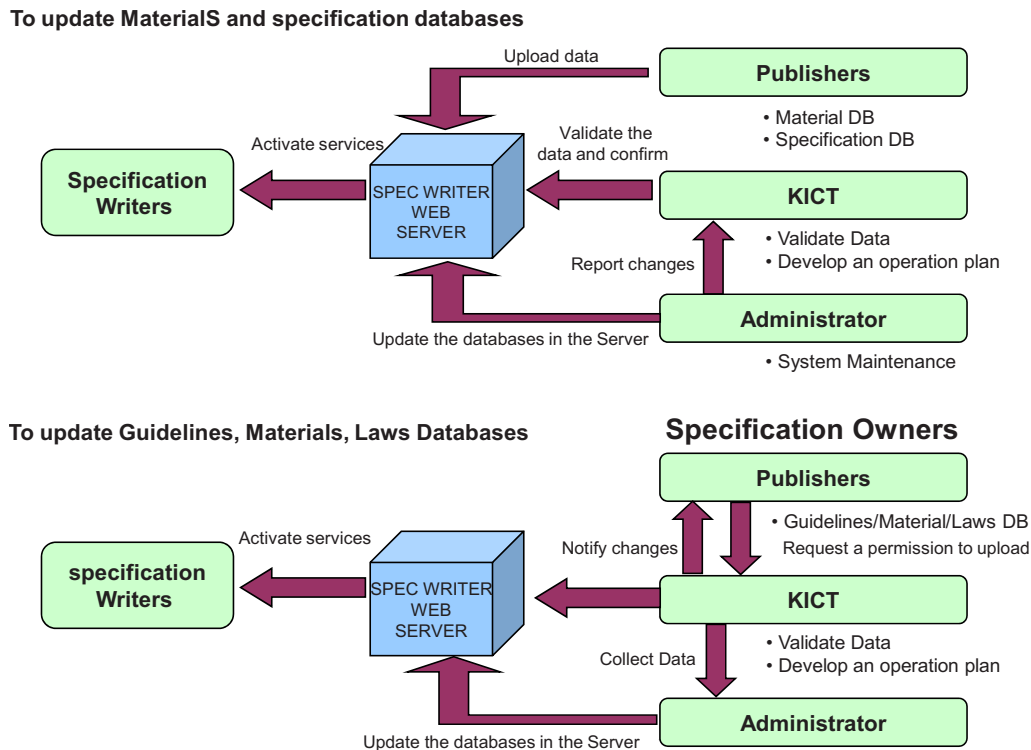 To update MaterialS and specification databases
Upload data
Publishers
• Material DB
• Specification DB
Activate services
Validate the
data and confirm
Specification
Writers
SPEC WRITER
WEB
SERVER
KICT
• Validate Data
• Develop an operation plan
Report changes
Administrator
Update the databases in the Server
• System Maintenance
To update Guidelines, Materials, Laws Databases
Specification Owners
Publishers
• Guidelines/Material/Laws DB
Request a permission to upload
Activate services
Notify changes
specification
Writers
SPEC WRITER
WEB
SERVER
KICT
• Validate Data
• Develop an operation plan
Collect Data
Administrator
Update the databases in the Server